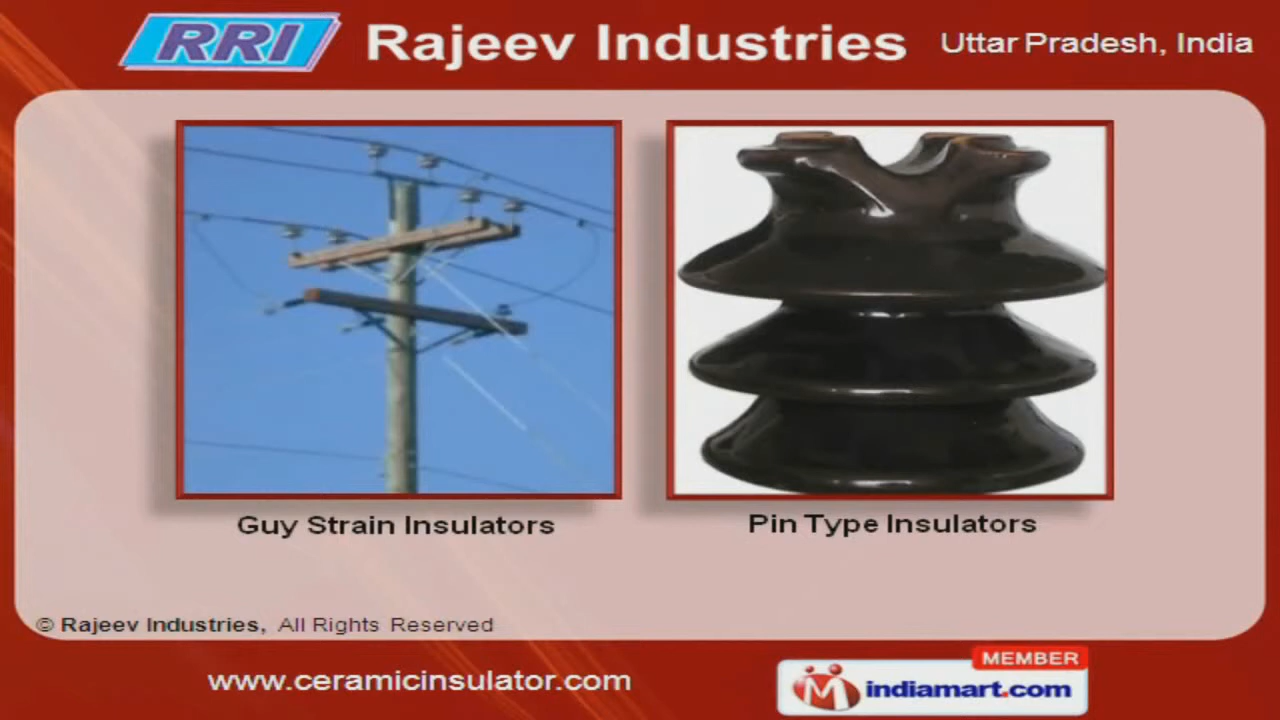 RRI Rajeev Industries Uttar Pradesh, India
Guy Strain Insulators
Pin Type Insulators
© Rajeev Industries, All Rights Reserved
www.ceramicinsulator.com
MEMBER
indiamart.com